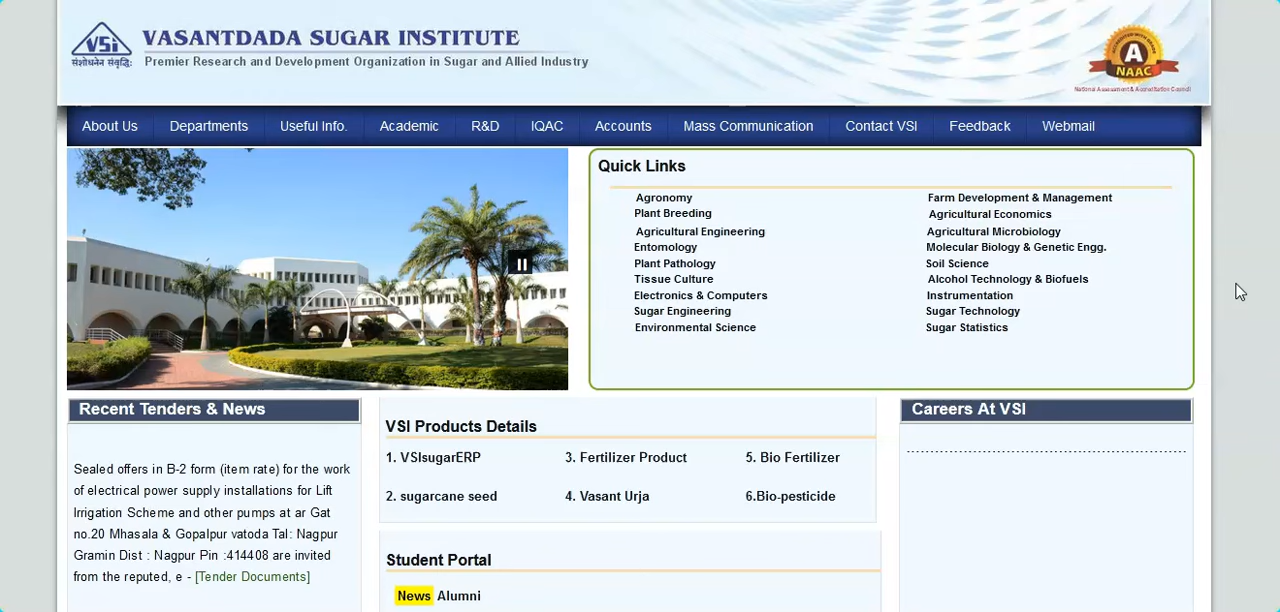 VSi
संशोधनेन संवृद्धि:
VASANTDADA SUGAR INSTITUTE
Premier Research and Development Organization in Sugar and Allied Industry
A
NAAC
National Assessment & Accreditation Council
About Us Departments Useful Info. Academic R&D IQAC Accounts Mass Communication Contact VSI Feedback Webmail
Quick Links
Agronomy Farm Development & Management
Plant Breeding Agricultural Economics
Agricultural Engineering Agricultural Microbiology
Entomology Molecular Biology & Genetic Engg.
Plant Pathology Soil Science
Tissue Culture Alcohol Technology & Biofuels
Electronics & Computers Instrumentation
Sugar Engineering Sugar Technology
Environmental Science Sugar Statistics
Recent Tenders & News
Sealed offers in B-2 form (item rate) for the work
of electrical power supply installations for Lift
Irrigation Scheme and other pumps at ar Gat
no.20 Mhasala & Gopalpur vatoda Tal: Nagpur
Gramin Dist : Nagpur Pin :414408 are invited
from the reputed, e - [Tender Documents]
VSI Products Details
1. VSIsugarERP 3. Fertilizer Product 5. Bio Fertilizer
2. sugarcane seed 4. Vasant Urja 6.Bio-pesticide
Student Portal
News Alumni
Careers At VSI